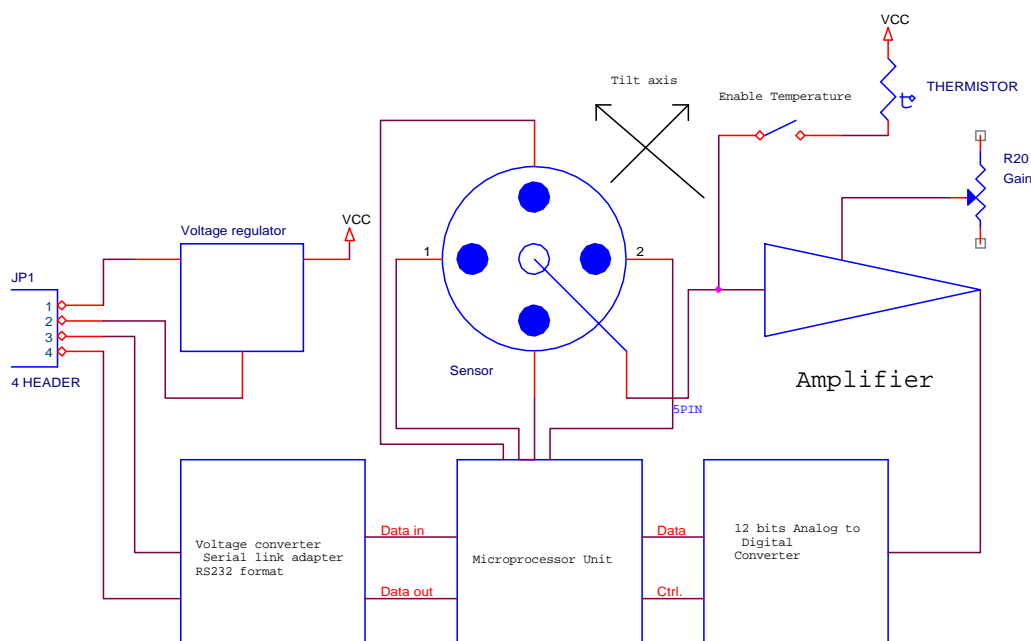 VCC
Tilt axis
Enable Temperature
THERMISTOR
t°
R20
Gain
VCC
Voltage regulator
1
2
JP1
1
2
3
4
4 HEADER
Sensor
Amplifier
5PIN
Data in
Data
Voltage converter
Serial link adapter
RS232 format
Microprocessor Unit
12 bits Analog to
Digital
Converter
Data out
Ctrl.